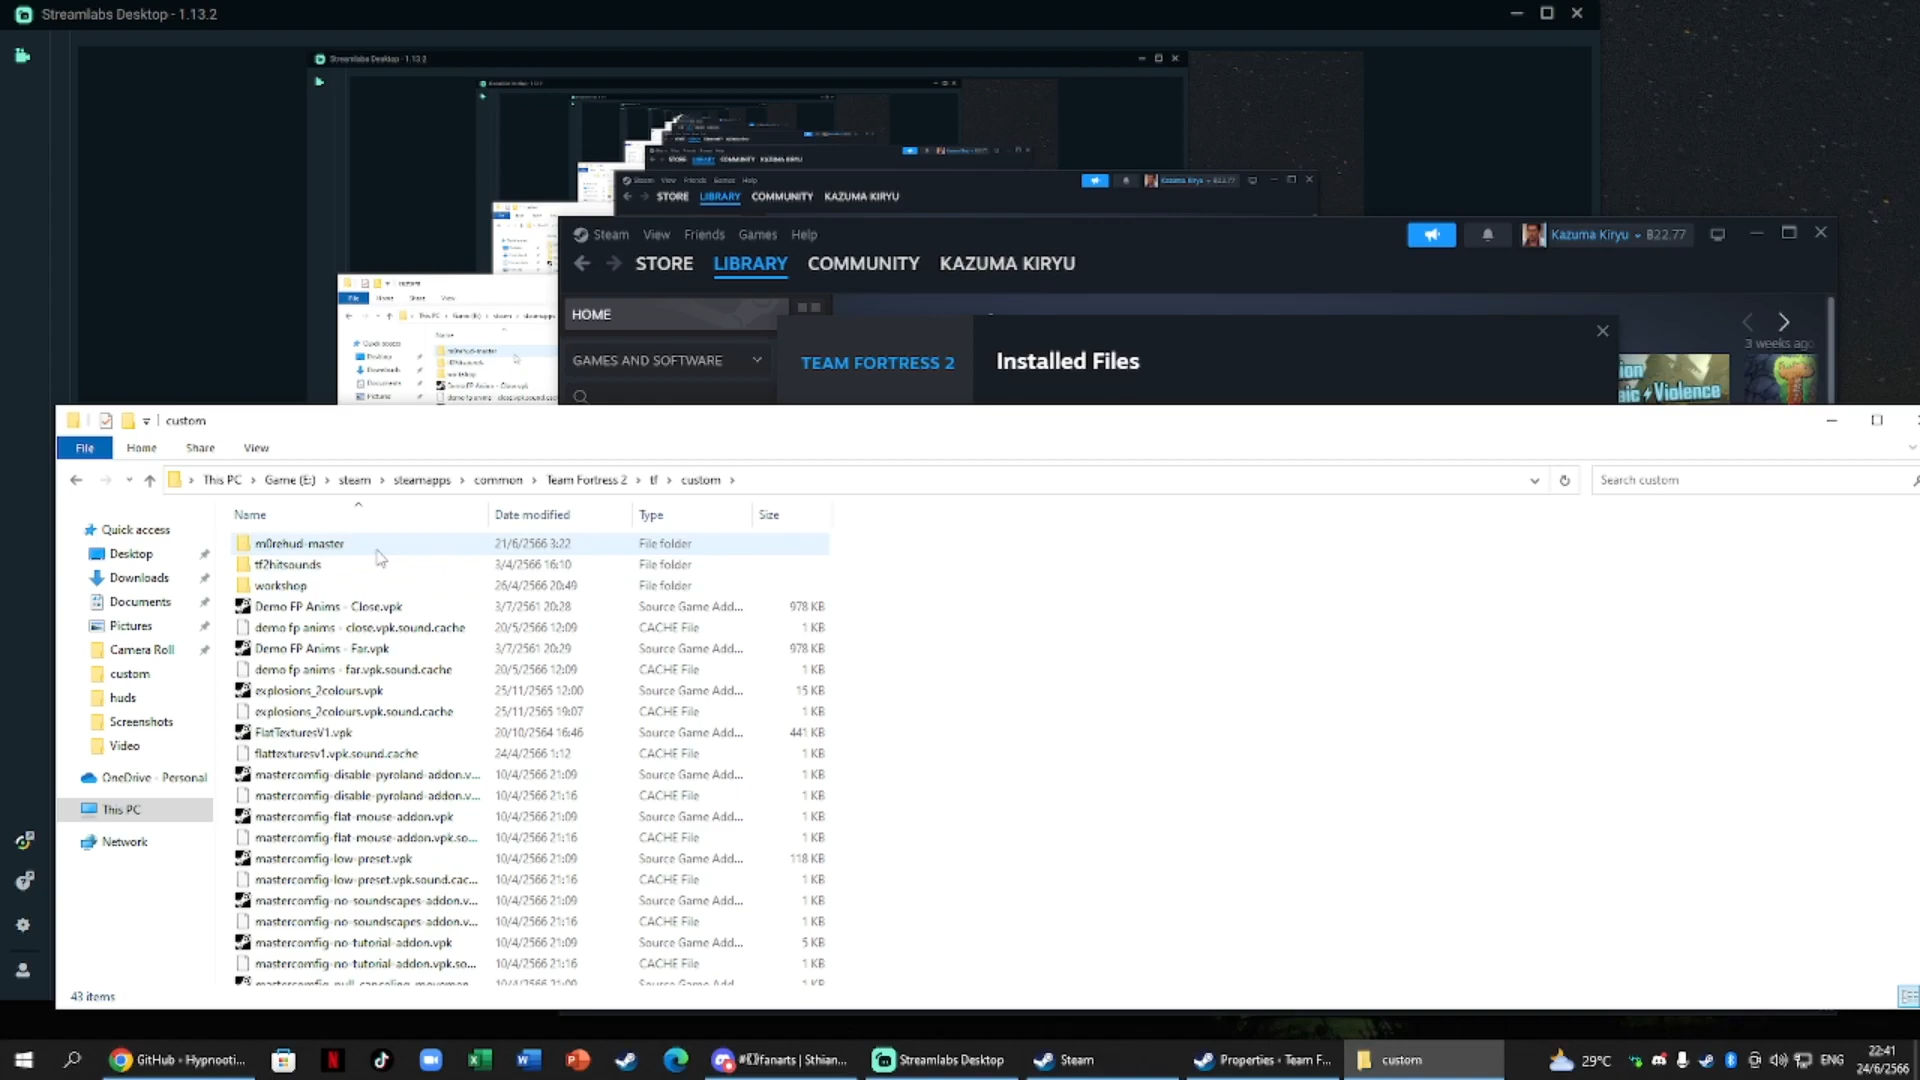 Streamlabs Desktop - 1.13.2
Streamlabs Desktop - 1.13.2
STORE LIBRARY COMMUNITY KAZUMA KIRYU
Steam View Friends Games Help
Kazuma Kiryu ฿22.77
STORE LIBRARY COMMUNITY KAZUMA KIRYU
Steam View Friends Games Help
Kazuma Kiryu ฿22.77
STORE LIBRARY COMMUNITY KAZUMA KIRYU
HOME
3 weeks ago
GAMES AND SOFTWARE
TEAM FORTRESS 2
Installed Files
custom
File Home Share View
custom
File Home Share View
This PC > Game (E:) > steam > steamapps > common > Team Fortress 2 > tf > custom >
Search custom
Name Date modified Type Size
Quick access
Desktop
Downloads
Documents
Pictures
Camera Roll
custom
huds
Screenshots
Video
OneDrive - Personal
This PC
Network
m0rehud-master 21/6/2566 3:22 File folder
tf2hitsounds 3/4/2566 16:10 File folder
workshop 26/4/2566 20:49 File folder
Demo FP Anims - Close.vpk 3/7/2561 20:28 Source Game Add... 978 KB
demo fp anims - close.vpk.sound.cache 20/5/2566 12:09 CACHE File 1 KB
Demo FP Anims - Far.vpk 3/7/2561 20:29 Source Game Add... 978 KB
demo fp anims - far.vpk.sound.cache 20/5/2566 12:09 CACHE File 1 KB
explosions_2colours.vpk 25/11/2565 12:00 Source Game Add... 15 KB
explosions_2colours.vpk.sound.cache 25/11/2565 19:07 CACHE File 1 KB
FlatTexturesV1.vpk 20/10/2564 16:46 Source Game Add... 441 KB
flattexturesv1.vpk.sound.cache 24/4/2566 1:12 CACHE File 1 KB
mastercomfig-disable-pyroland-addon.v... 10/4/2566 21:09 Source Game Add... 1 KB
mastercomfig-disable-pyroland-addon.v... 10/4/2566 21:16 CACHE File 1 KB
mastercomfig-flat-mouse-addon.vpk 10/4/2566 21:09 Source Game Add... 1 KB
mastercomfig-flat-mouse-addon.vpk.so... 10/4/2566 21:16 CACHE File 1 KB
mastercomfig-low-preset.vpk 10/4/2566 21:09 Source Game Add... 118 KB
mastercomfig-low-preset.vpk.sound.cac... 10/4/2566 21:16 CACHE File 1 KB
mastercomfig-no-soundscapes-addon.v... 10/4/2566 21:09 Source Game Add... 1 KB
mastercomfig-no-soundscapes-addon.v... 10/4/2566 21:16 CACHE File 1 KB
mastercomfig-no-tutorial-addon.vpk 10/4/2566 21:09 Source Game Add... 5 KB
mastercomfig-no-tutorial-addon.vpk.so... 10/4/2566 21:16 CACHE File 1 KB
43 items
GitHub - Hypnooti...
fanarts | Sthian...
Streamlabs Desktop
Steam
Properties - Team F...
custom
29°C
ENG
22:41
24/6/2566